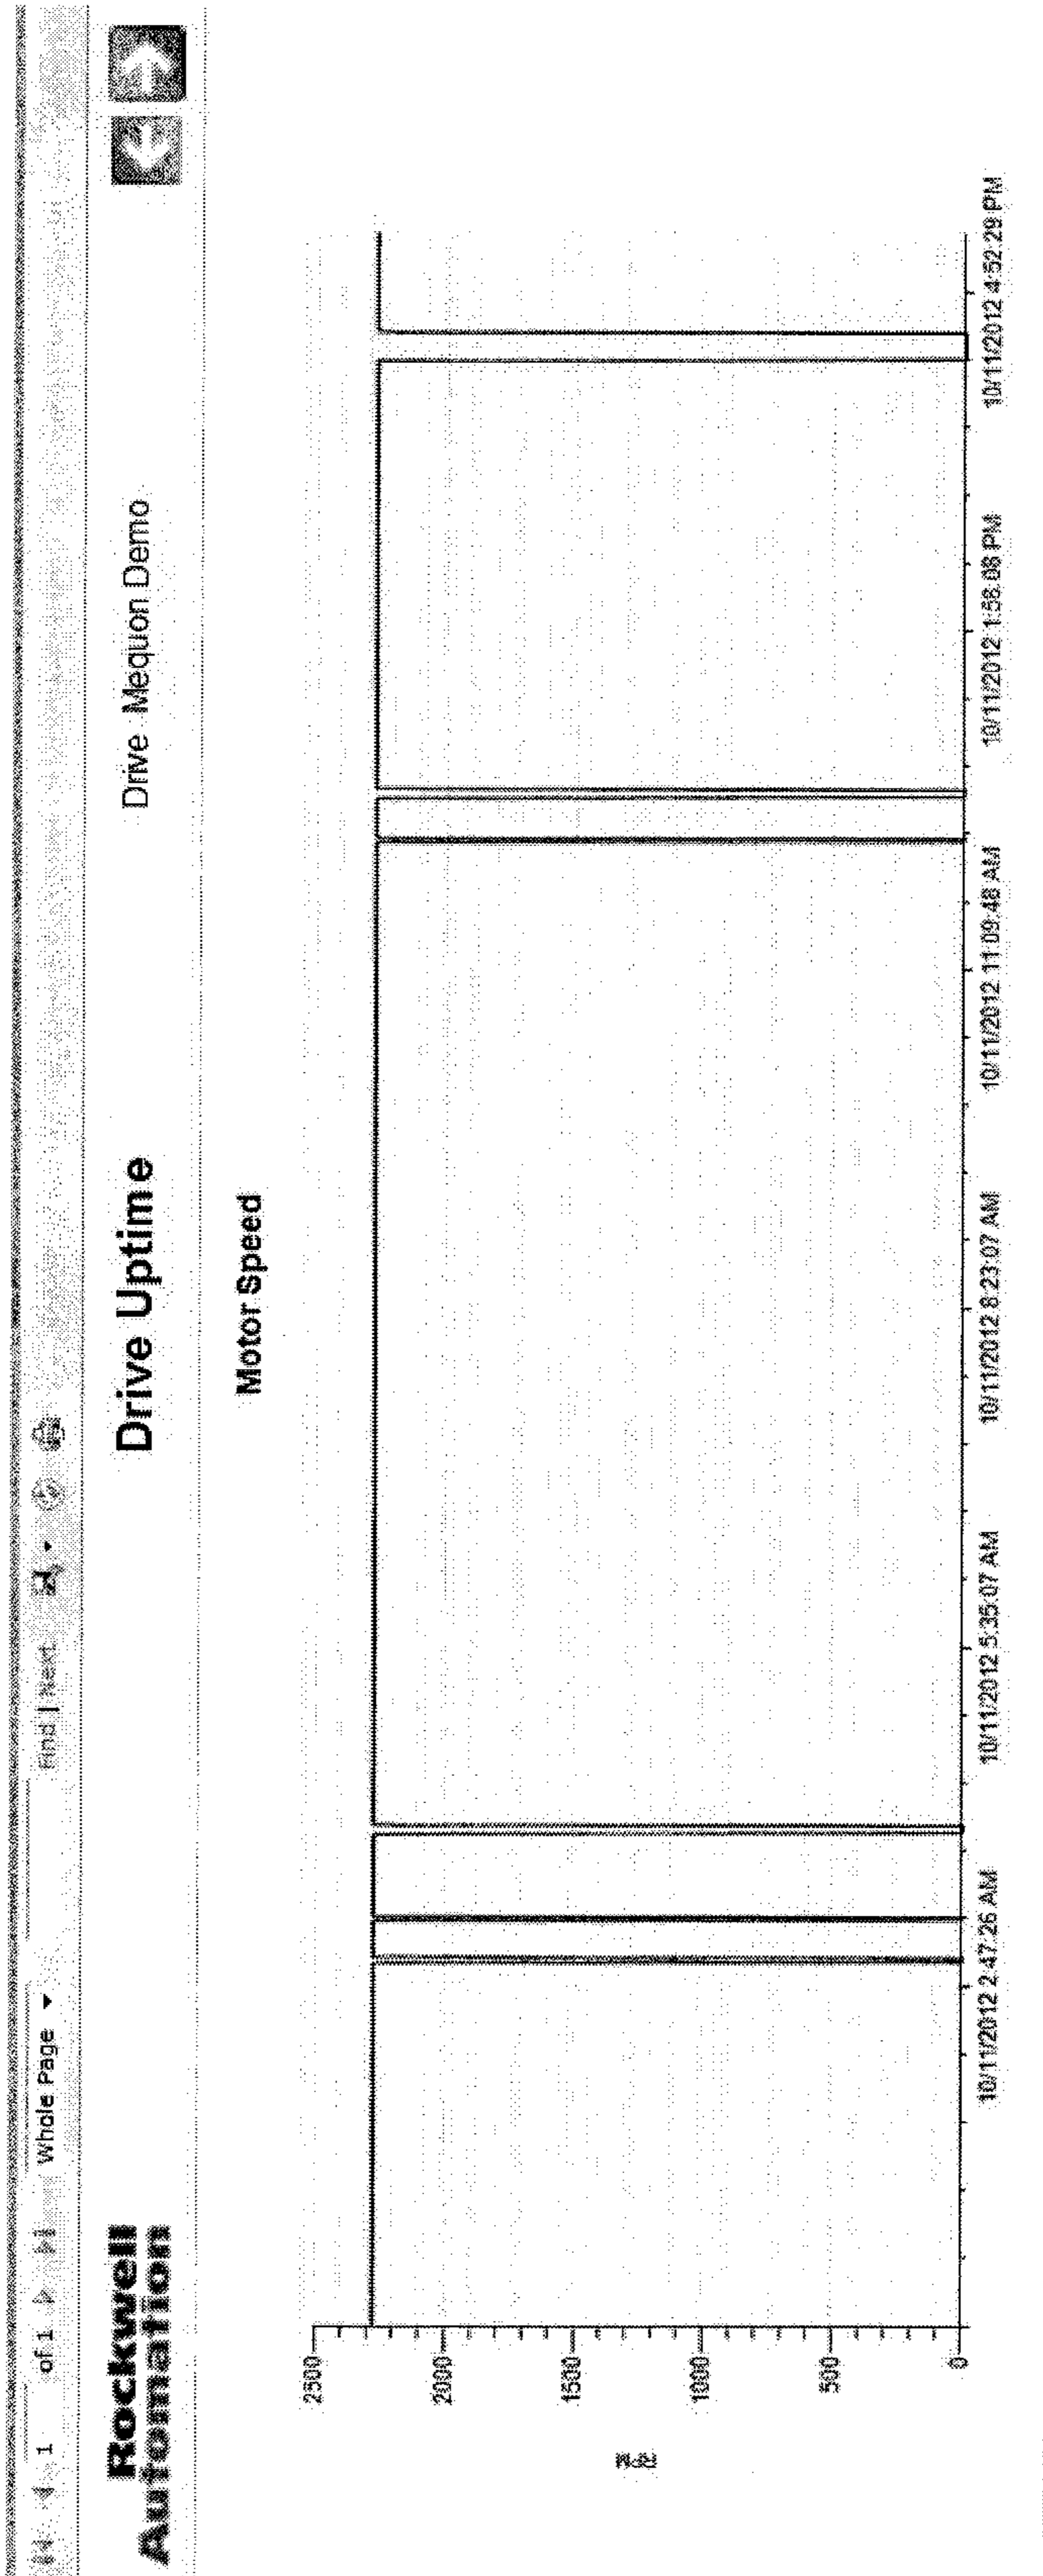 1 of 1 Whole Page Find | Next
Rockwell
Automation
Drive Uptime
Drive Mequon Demo
Motor Speed
2500
2000
1500
1000
500
0
RPM
10/11/2012 2:47:26 AM
10/11/2012 5:35:07 AM
10/11/2012 8:23:07 AM
10/11/2012 11:09:48 AM
10/11/2012 1:58:08 PM
10/11/2012 4:52:29 PM